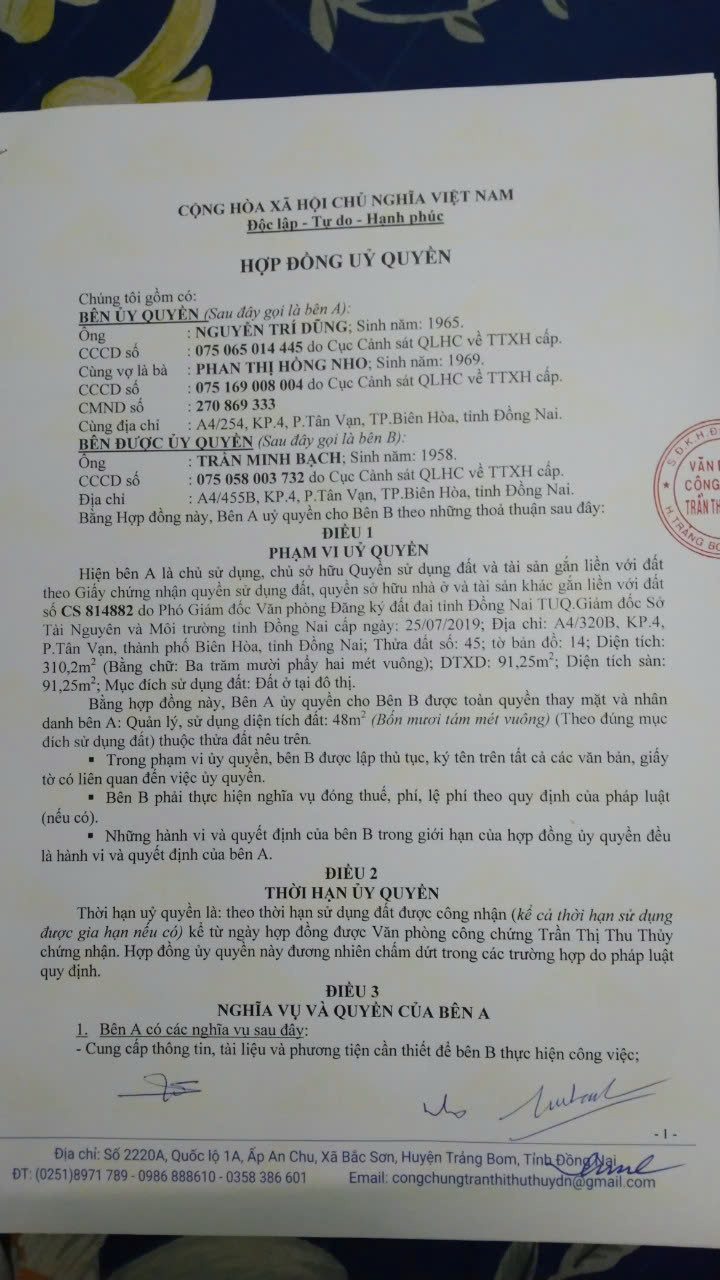 CỘNG HÒA XÃ HỘI CHỦ NGHĨA VIỆT NAM
Độc lập - Tự do - Hạnh phúc
HỢP ĐỒNG UỶ QUYỀN
Chúng tôi gồm có:
BÊN ỦY QUYỀN (Sau đây gọi là bên A):
Ông : NGUYỄN TRÍ DŨNG; Sinh năm: 1965.
CCCD số : 075 065 014 445 do Cục Cảnh sát QLHC về TTXH cấp.
Cùng vợ là bà : PHAN THỊ HỒNG NHO; Sinh năm: 1969.
CCCD số : 075 169 008 004 do Cục Cảnh sát QLHC về TTXH cấp.
CMND số : 270 869 333
Cùng địa chỉ : A4/254, KP.4, P.Tân Vạn, TP.Biên Hòa, tỉnh Đồng Nai.
BÊN ĐƯỢC ỦY QUYỀN (Sau đây gọi là bên B):
Ông : TRẦN MINH BẠCH; Sinh năm: 1958.
CCCD số : 075 058 003 732 do Cục Cảnh sát QLHC về TTXH cấp.
Địa chỉ : A4/455B, KP.4, P.Tân Vạn, TP.Biên Hòa, tỉnh Đồng Nai.
Bằng Hợp đồng này, Bên A uỷ quyền cho Bên B theo những thoả thuận sau đây:
ĐIỀU 1
PHẠM VI UỶ QUYỀN
Hiện bên A là chủ sử dụng, chủ sở hữu Quyền sử dụng đất và tài sản gắn liền với đất
theo Giấy chứng nhận quyền sử dụng đất, quyền sở hữu nhà ở và tài sản khác gắn liền với đất
số CS 814882 do Phó Giám đốc Văn phòng Đăng ký đất đai tỉnh Đồng Nai TUQ.Giám đốc Sở
Tài Nguyên và Môi trường tỉnh Đồng Nai cấp ngày: 25/07/2019; Địa chỉ: A4/320B, KP.4,
P.Tân Vạn, thành phố Biên Hòa, tỉnh Đồng Nai; Thửa đất số: 45; tờ bản đồ: 14; Diện tích:
310,2m² (Bằng chữ: Ba trăm mười phẩy hai mét vuông); DTXD: 91,25m²; Diện tích sàn:
91,25m²; Mục đích sử dụng đất: Đất ở tại đô thị.
Bằng hợp đồng này, Bên A ủy quyền cho Bên B được toàn quyền thay mặt và nhân
danh bên A: Quản lý, sử dụng diện tích đất: 48m² (Bốn mươi tám mét vuông) (Theo đúng mục
đích sử dụng đất) thuộc thửa đất nêu trên.
▪ Trong phạm vi ủy quyền, bên B được lập thủ tục, ký tên trên tất cả các văn bản, giấy
tờ có liên quan đến việc ủy quyền.
▪ Bên B phải thực hiện nghĩa vụ đóng thuế, phí, lệ phí theo quy định của pháp luật
(nếu có).
▪ Những hành vi và quyết định của bên B trong giới hạn của hợp đồng ủy quyền đều
là hành vi và quyết định của bên A.
ĐIỀU 2
THỜI HẠN ỦY QUYỀN
Thời hạn uỷ quyền là: theo thời hạn sử dụng đất được công nhận (kể cả thời hạn sử dụng
được gia hạn nếu có) kể từ ngày hợp đồng được Văn phòng công chứng Trần Thị Thu Thủy
chứng nhận. Hợp đồng ủy quyền này đương nhiên chấm dứt trong các trường hợp do pháp luật
quy định.
ĐIỀU 3
NGHĨA VỤ VÀ QUYỀN CỦA BÊN A
1. Bên A có các nghĩa vụ sau đây:
- Cung cấp thông tin, tài liệu và phương tiện cần thiết để bên B thực hiện công việc;
- 1 -
Địa chỉ: Số 2220A, Quốc lộ 1A, Ấp An Chu, Xã Bắc Sơn, Huyện Trảng Bom, Tỉnh Đồng Nai
ĐT: (0251)8971 789 - 0986 888610 - 0358 386 601 Email: congchungtranthithuthuydn@gmail.com
S.Đ.K.H.Đ
VĂN
CÔNG
TRẦN TH
H.TRẢNG BO